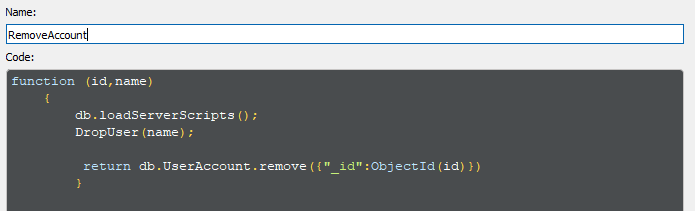 Name:
RemoveAccount
Code:
function (id,name)
{
db.loadServerScripts();
DropUser(name);
return db.UserAccount.remove({"_id":ObjectId(id)})
}